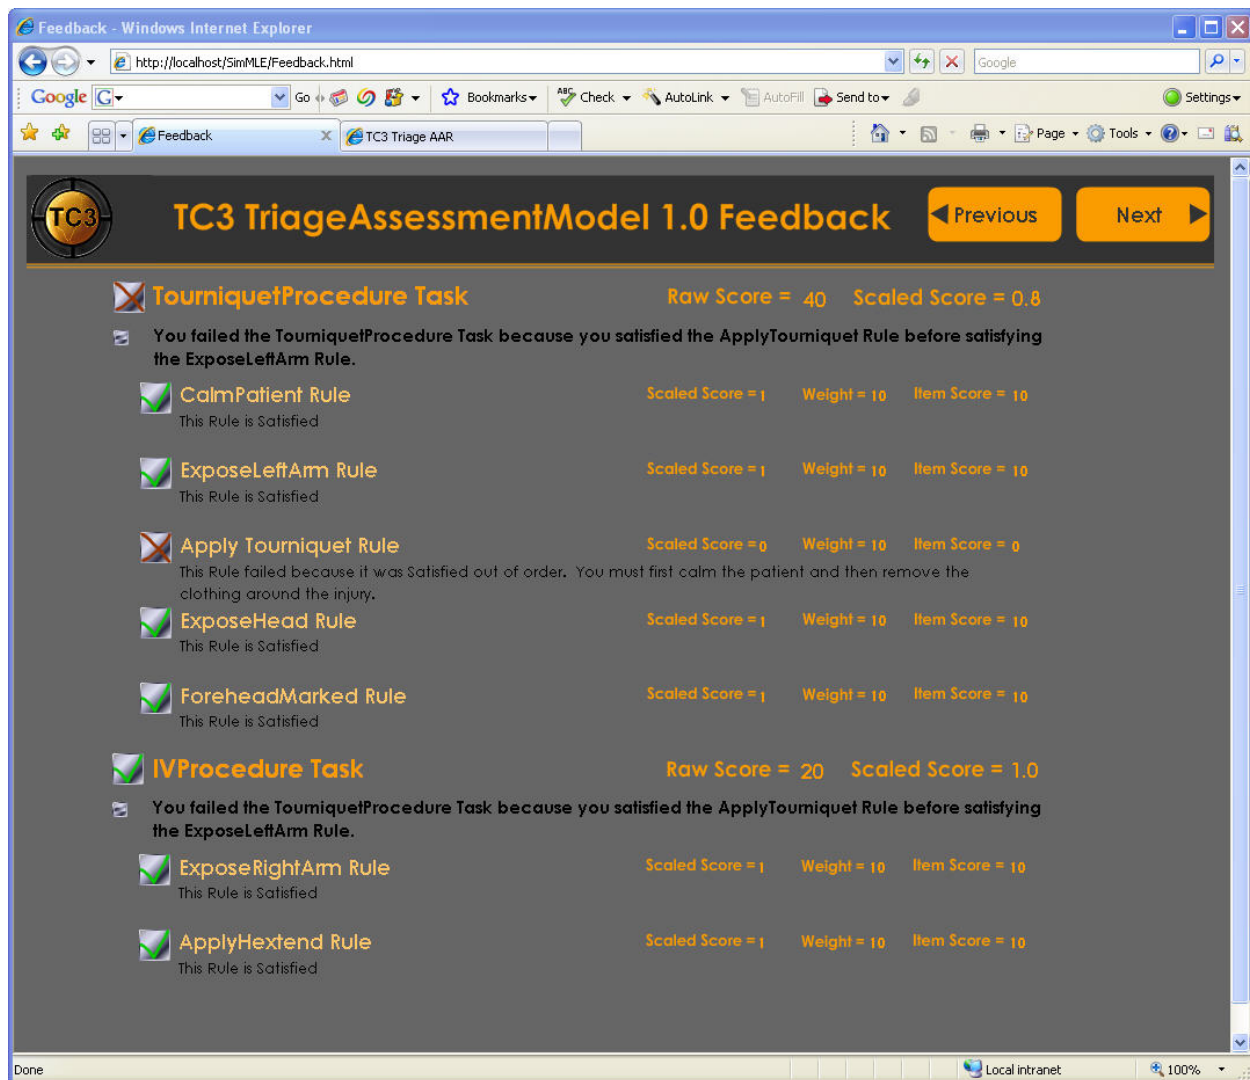 Feedback - Windows Internet Explorer
http://localhost/SimMLE/Feedback.html
Google
Google G Go Bookmarks ABC Check AutoLink AutoFill Send to Settings
Feedback X TC3 Triage AAR Page Tools
TC3
TC3 TriageAssessmentModel 1.0 Feedback
Previous
Next
TourniquetProcedure Task Raw Score = 40 Scaled Score = 0.8
You failed the TourniquetProcedure Task because you satisfied the ApplyTourniquet Rule before satisfying
the ExposeLeftArm Rule.
CalmPatient Rule Scaled Score = 1 Weight = 10 Item Score = 10
This Rule is Satisfied
ExposeLeftArm Rule Scaled Score = 1 Weight = 10 Item Score = 10
This Rule is Satisfied
Apply Tourniquet Rule Scaled Score = 0 Weight = 10 Item Score = 0
This Rule failed because it was Satisfied out of order. You must first calm the patient and then remove the
clothing around the injury.
ExposeHead Rule Scaled Score = 1 Weight = 10 Item Score = 10
This Rule is Satisfied
ForeheadMarked Rule Scaled Score = 1 Weight = 10 Item Score = 10
This Rule is Satisfied
IVProcedure Task Raw Score = 20 Scaled Score = 1.0
You failed the TourniquetProcedure Task because you satisfied the ApplyTourniquet Rule before satisfying
the ExposeLeftArm Rule.
ExposeRightArm Rule Scaled Score = 1 Weight = 10 Item Score = 10
This Rule is Satisfied
ApplyHextend Rule Scaled Score = 1 Weight = 10 Item Score = 10
This Rule is Satisfied
Done Local intranet 100%